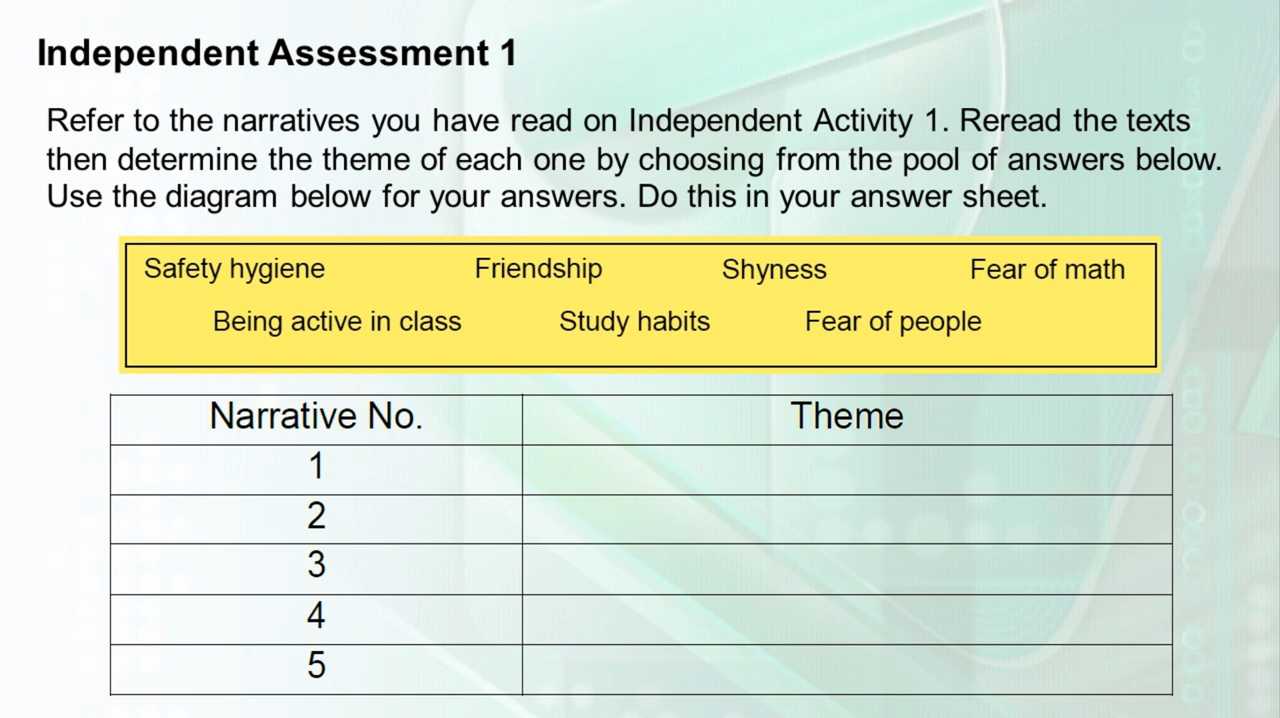 Independent Assessment 1
Refer to the narratives you have read on Independent Activity 1. Reread the texts
then determine the theme of each one by choosing from the pool of answers below.
Use the diagram below for your answers. Do this in your answer sheet.
Safety hygiene Friendship Shyness Fear of math
Being active in class Study habits Fear of people
Narrative No. Theme
1
2
3
4
5